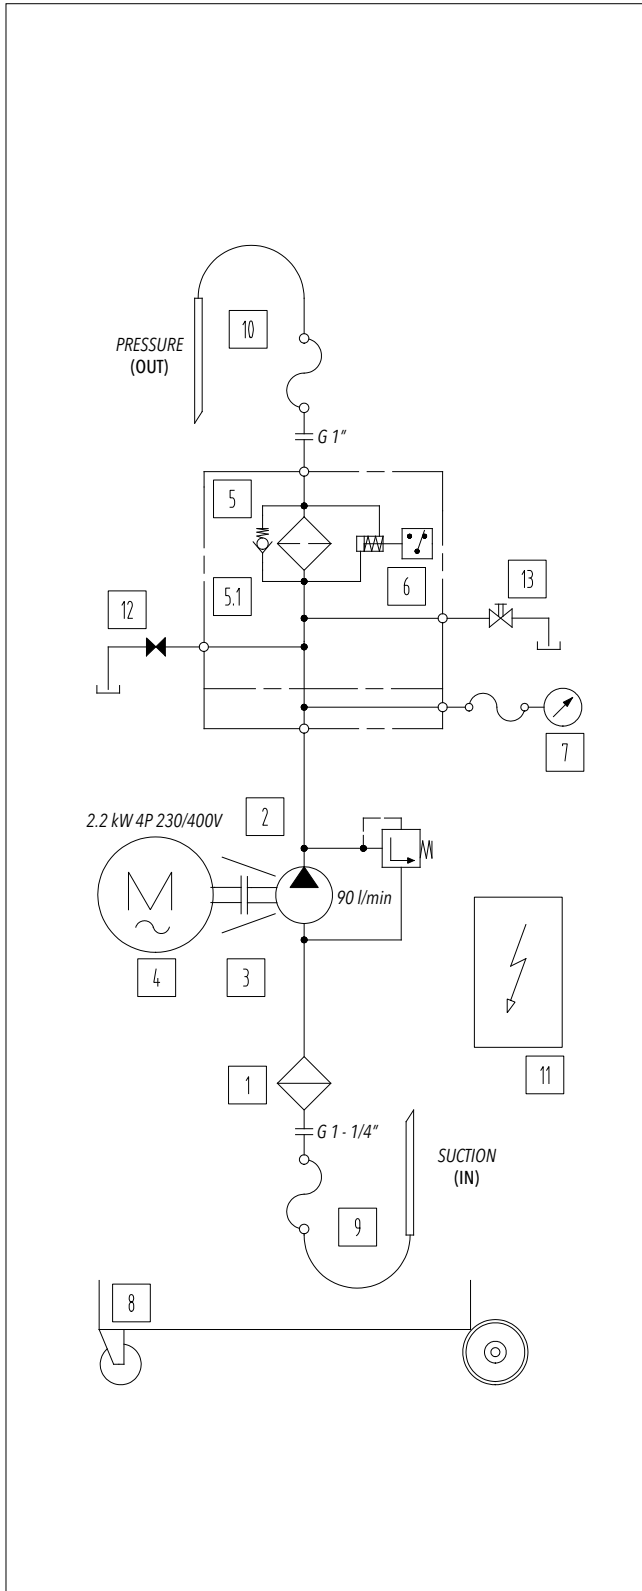 10
PRESSURE
(OUT)
G 1"
5
5.1
6
13
12
7
2
2.2 kW 4P 230/400V
M
90 l/min
4
3
11
1
G 1 - 1/4"
SUCTION
(IN)
9
8